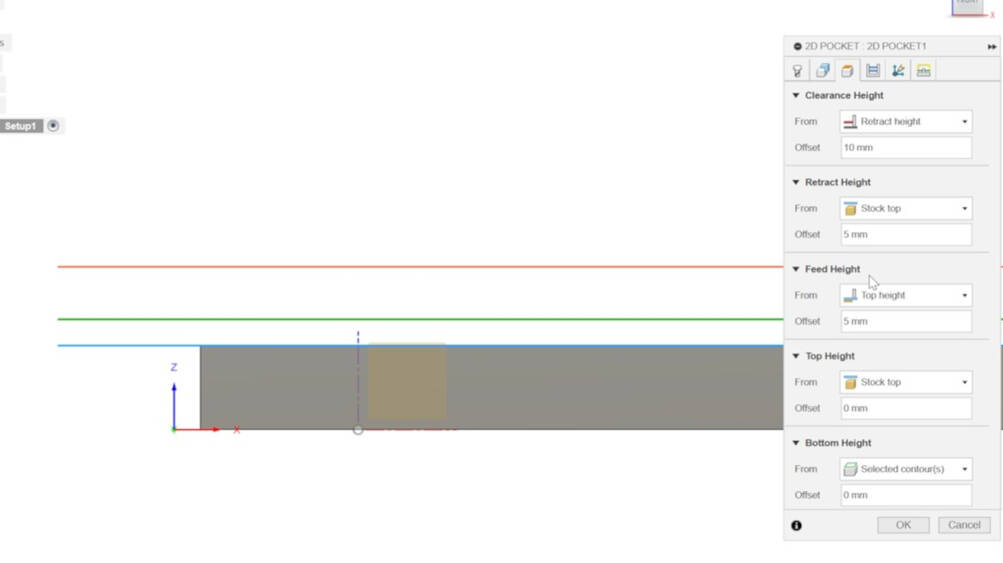 FRONT
X
s
2D POCKET : 2D POCKET1
Clearance Height
Setup1
From Retract height
Offset 10 mm
Retract Height
From Stock top
Offset 5 mm
Feed Height
From Top height
Offset 5 mm
Top Height
Z
From Stock top
Offset 0 mm
X
Bottom Height
From Selected contour(s)
Offset 0 mm
OK Cancel